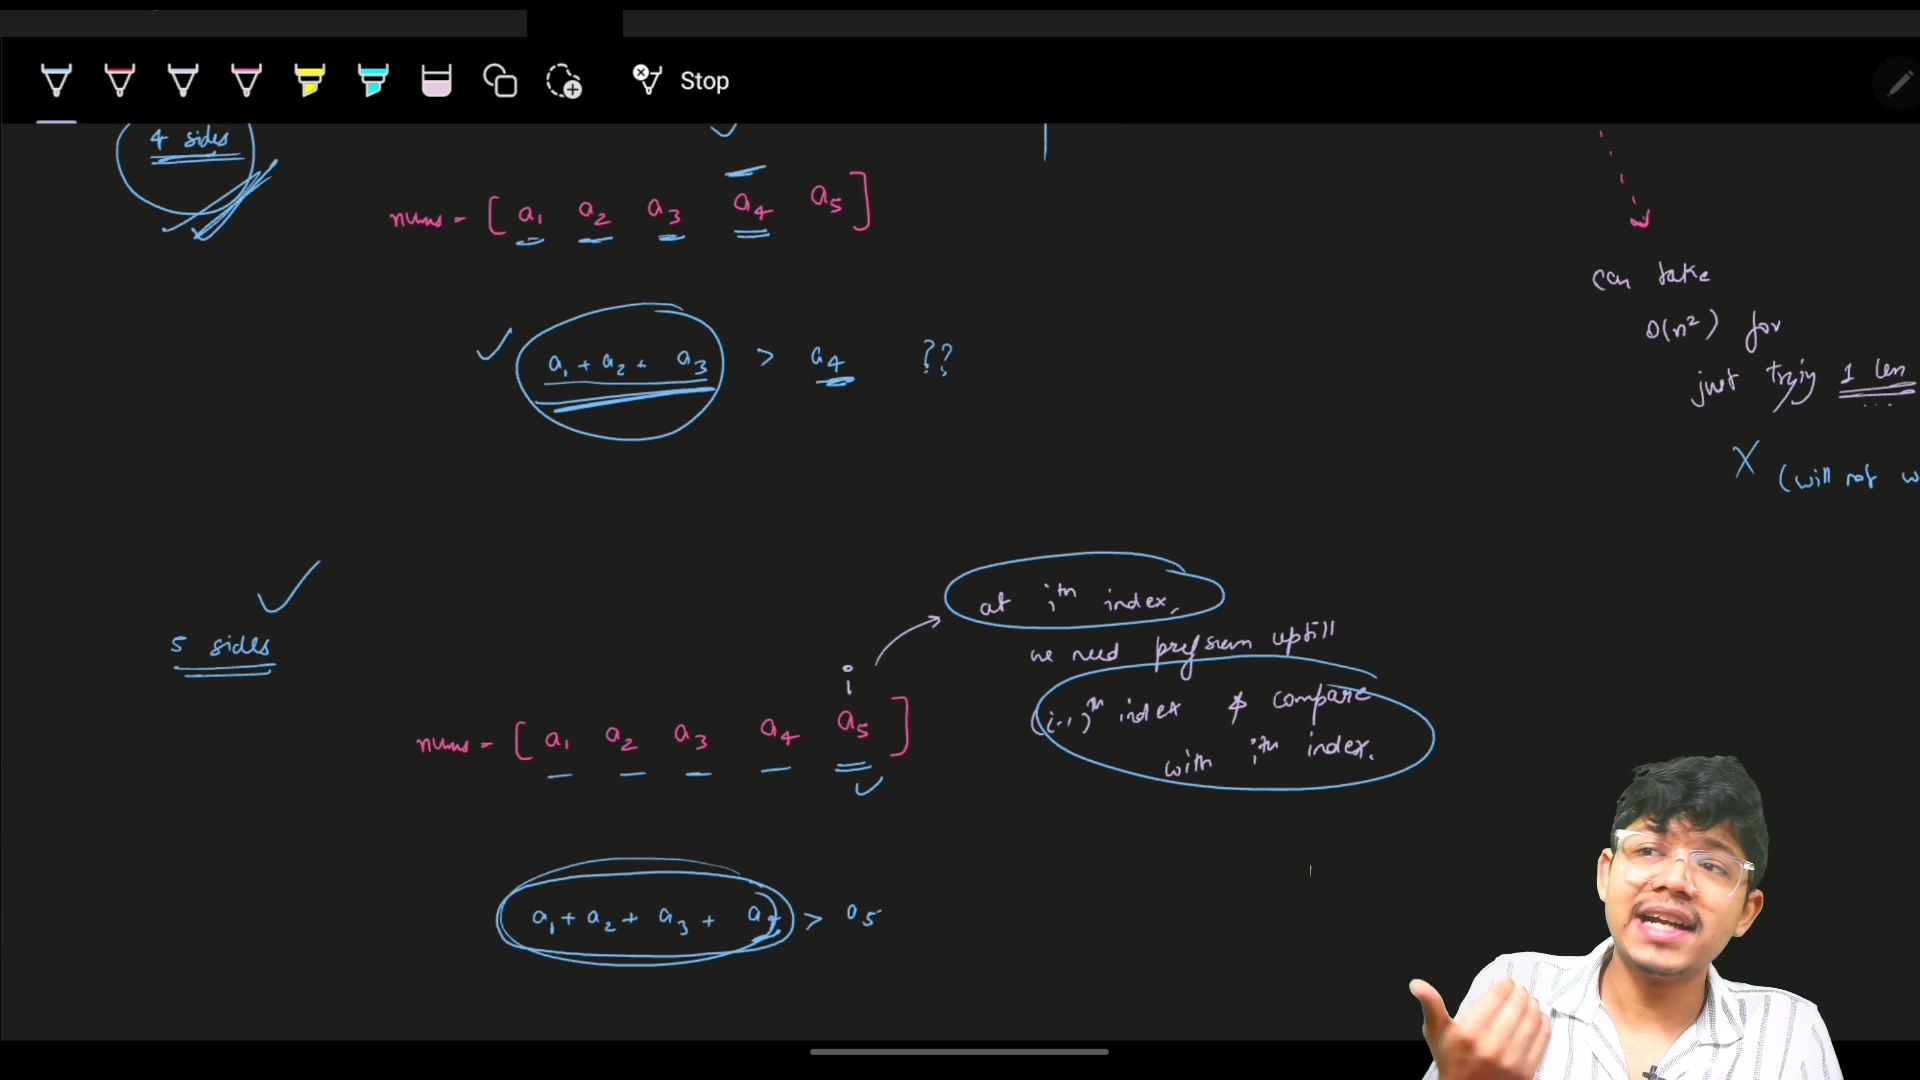 Stop
4 sides
nums = [ a1 a2 a3 a4 a5 ]
a1 + a2 + a3 > a4 ??
can take
O(n²) for
just trying 1 len
X (will not w
5 sides
at ith index,
we need prefsum uptill
(i-1)th index & compare
with ith index.
i
nums = [ a1 a2 a3 a4 a5 ]
a1 + a2 + a3 + a4 > a5